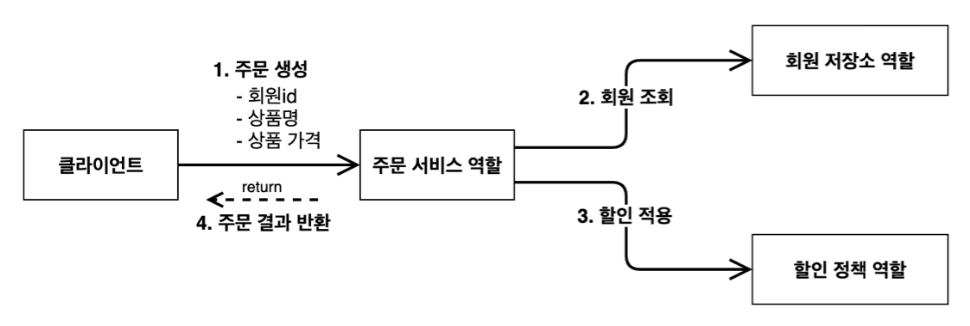 1. 주문 생성
- 회원id
- 상품명
- 상품 가격
클라이언트
주문 서비스 역할
return
4. 주문 결과 반환
2. 회원 조회
회원 저장소 역할
3. 할인 적용
할인 정책 역할